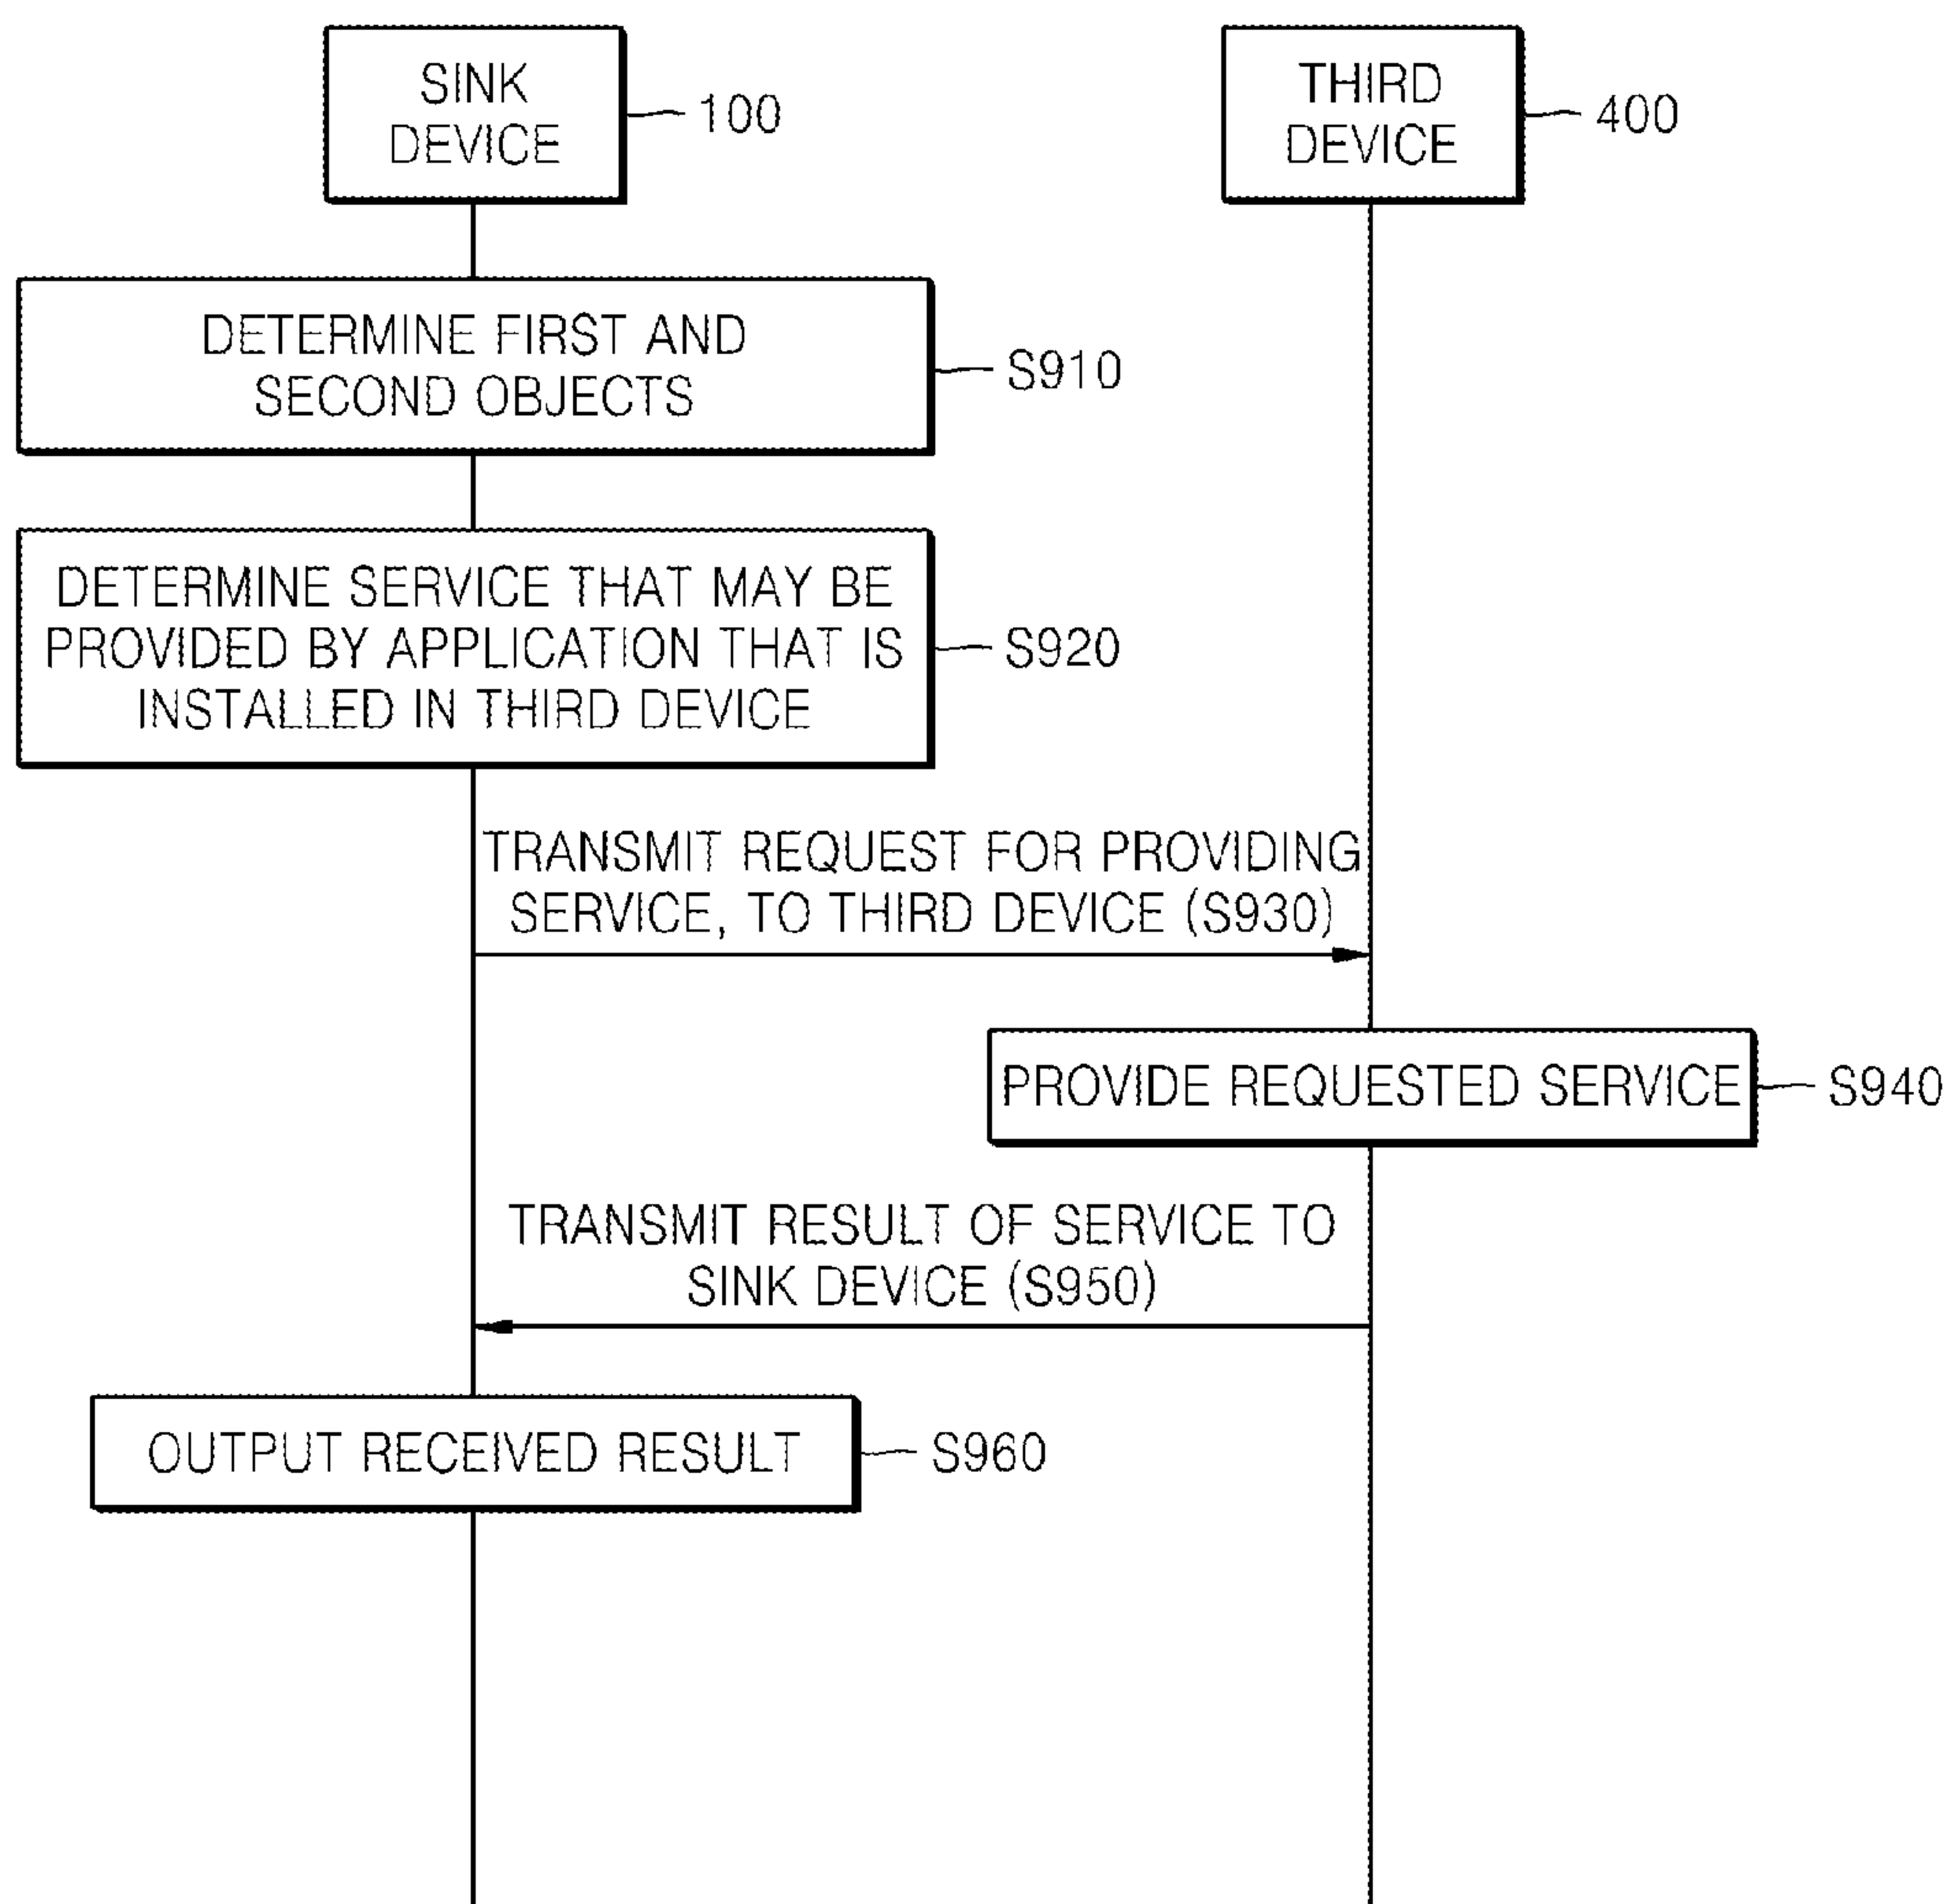 SINK
DEVICE
100
THIRD
DEVICE
400
DETERMINE FIRST AND
SECOND OBJECTS
S910
DETERMINE SERVICE THAT MAY BE
PROVIDED BY APPLICATION THAT IS
INSTALLED IN THIRD DEVICE
S920
TRANSMIT REQUEST FOR PROVIDING
SERVICE, TO THIRD DEVICE (S930)
PROVIDE REQUESTED SERVICE
S940
TRANSMIT RESULT OF SERVICE TO
SINK DEVICE (S950)
OUTPUT RECEIVED RESULT
S960